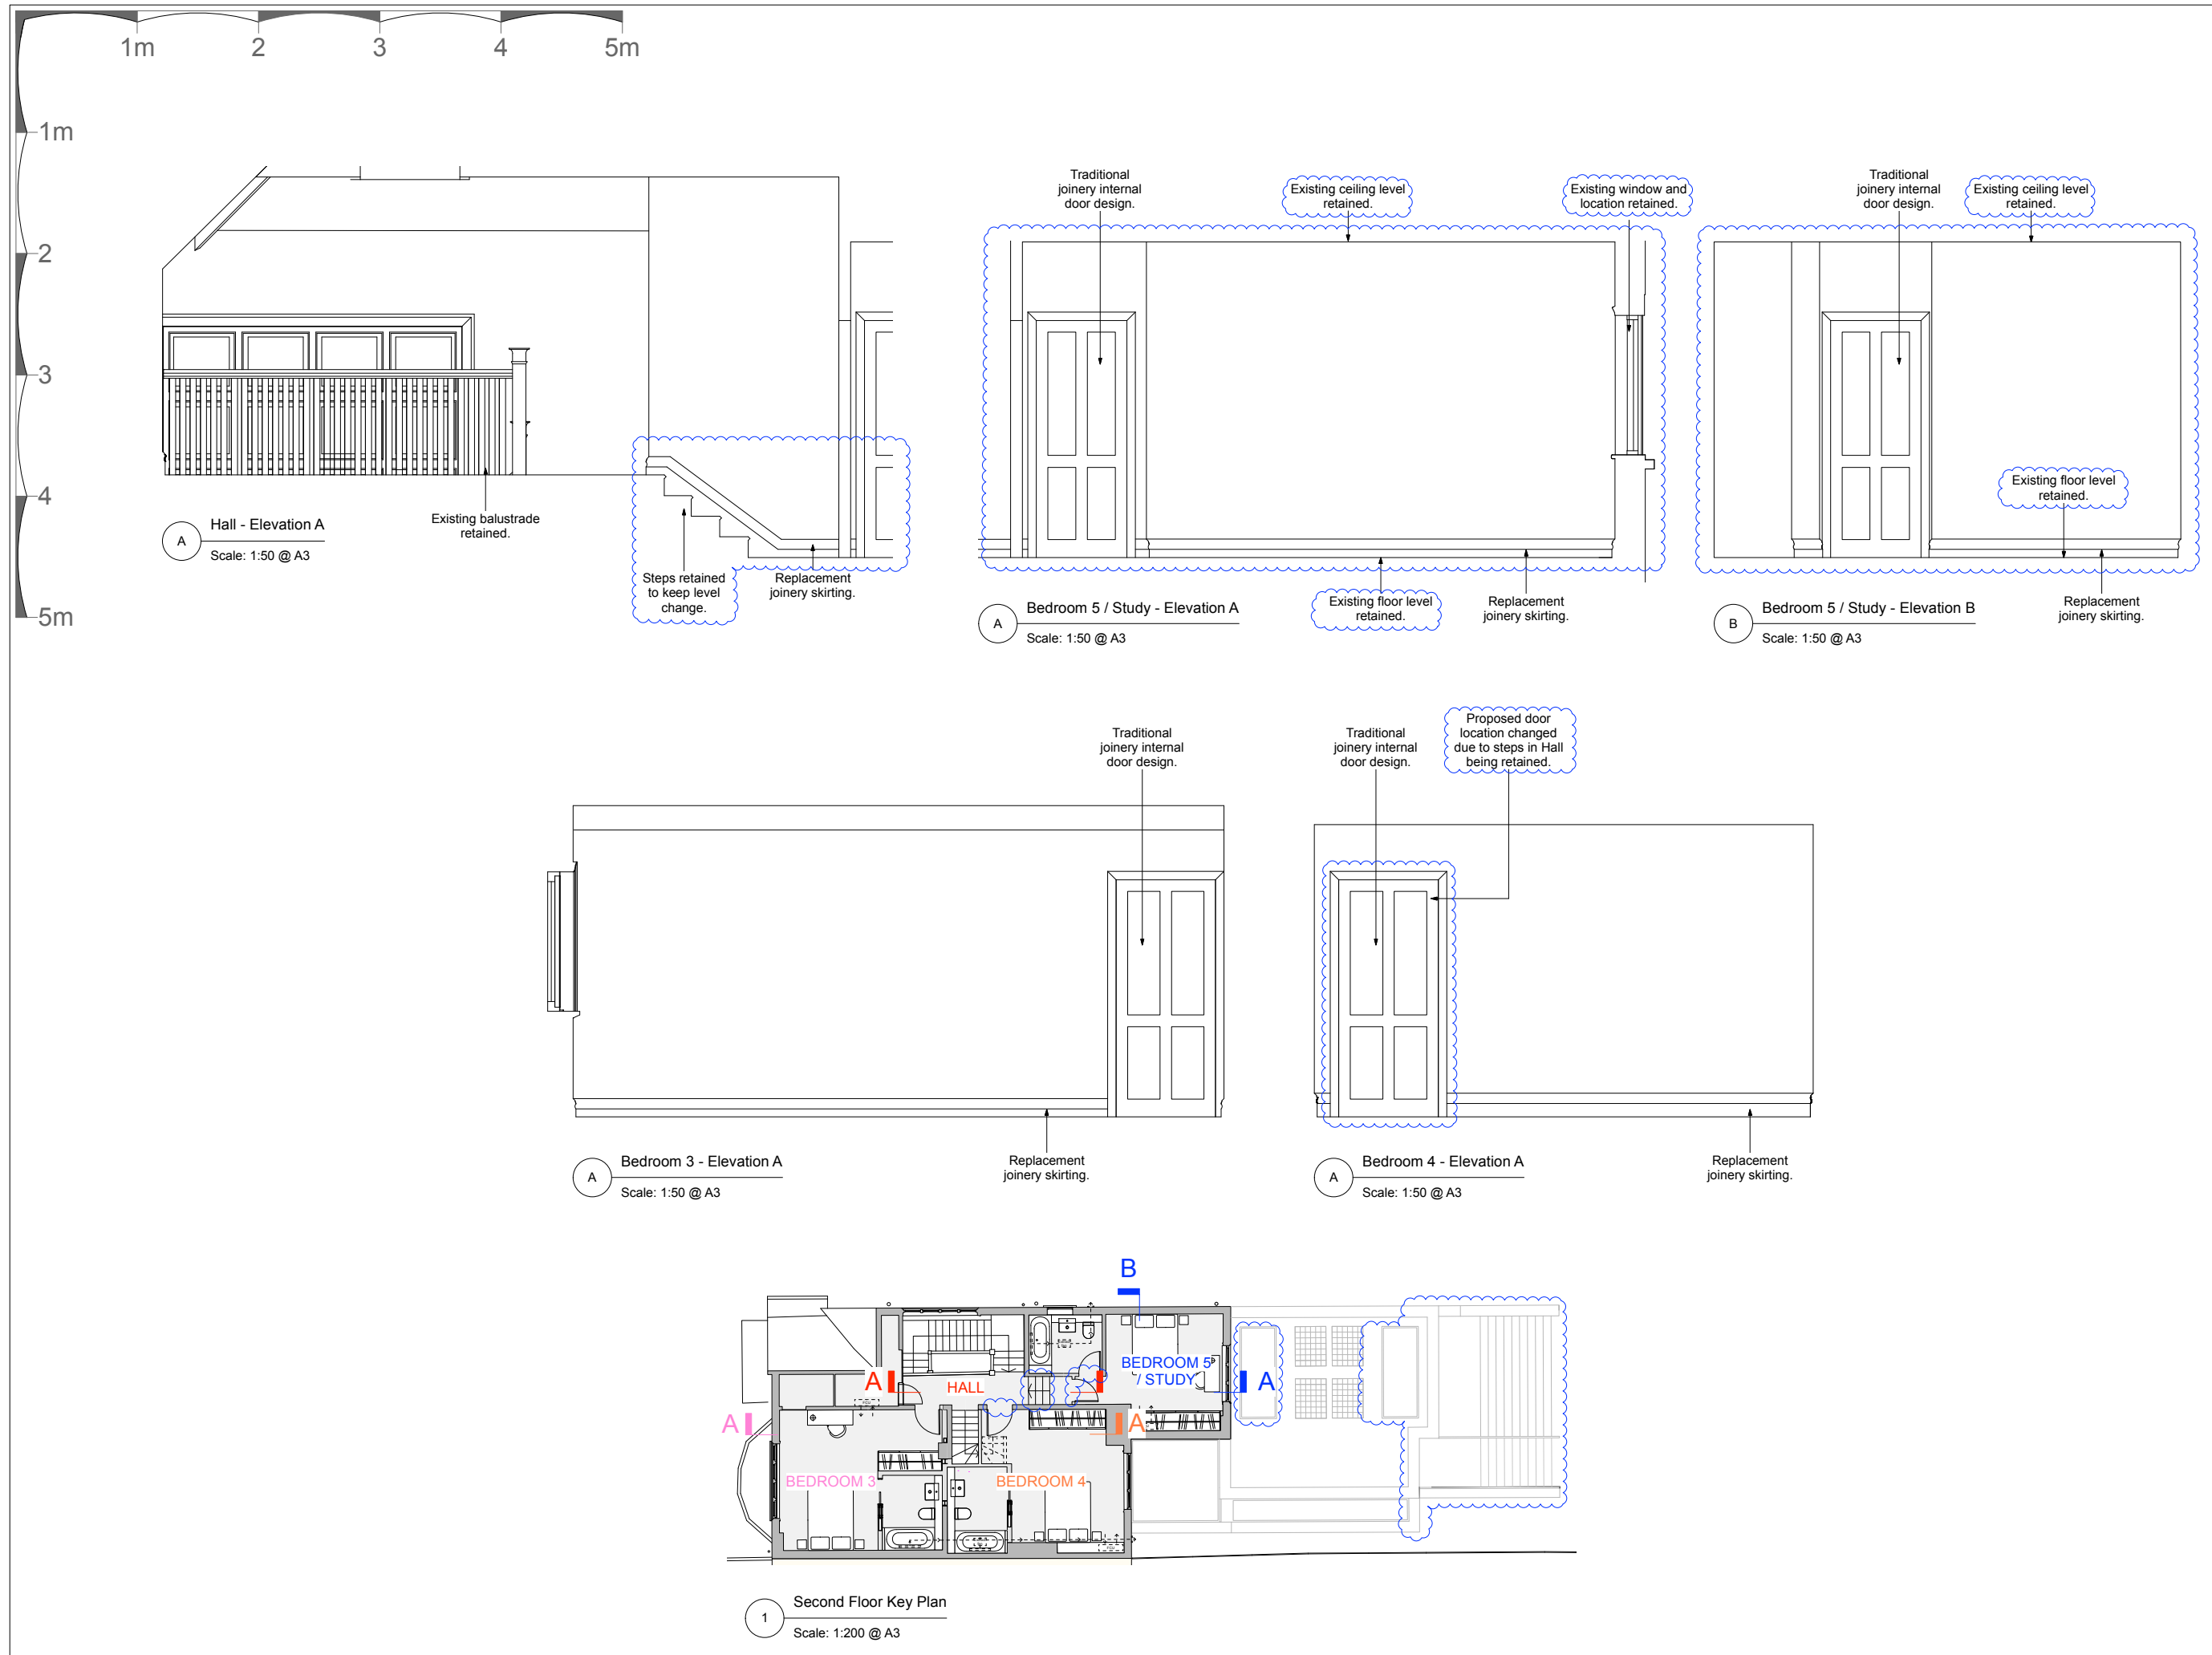 1m
2
3
4
5m
1m
2
3
4
5m
Existing balustrade
retained.
Steps retained
to keep level
change.
Replacement
joinery skirting.
A
Hall - Elevation A
Scale: 1:50 @ A3
Traditional
joinery internal
door design.
Existing ceiling level
retained.
Existing window and
location retained.
Existing floor level
retained.
Replacement
joinery skirting.
A
Bedroom 5 / Study - Elevation A
Scale: 1:50 @ A3
Traditional
joinery internal
door design.
Existing ceiling level
retained.
Existing floor level
retained.
Replacement
joinery skirting.
B
Bedroom 5 / Study - Elevation B
Scale: 1:50 @ A3
Traditional
joinery internal
door design.
Replacement
joinery skirting.
A
Bedroom 3 - Elevation A
Scale: 1:50 @ A3
Traditional
joinery internal
door design.
Proposed door
location changed
due to steps in Hall
being retained.
Replacement
joinery skirting.
A
Bedroom 4 - Elevation A
Scale: 1:50 @ A3
B
BEDROOM 5
/ STUDY
A
HALL
A
A
A
BEDROOM 3
BEDROOM 4
1
Second Floor Key Plan
Scale: 1:200 @ A3